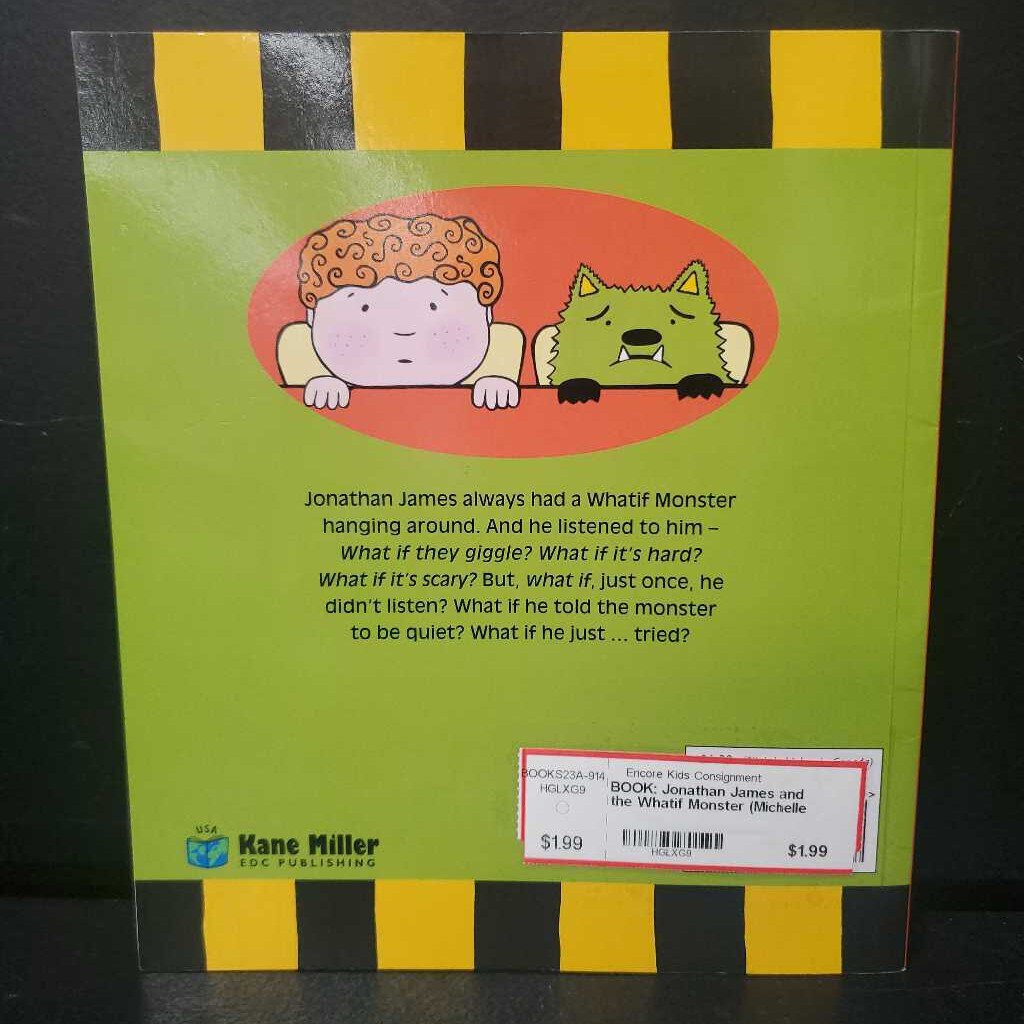 Jonathan James always had a Whatif Monster
hanging around. And he listened to him –
What if they giggle? What if it's hard?
What if it's scary? But, what if, just once, he
didn't listen? What if he told the monster
to be quiet? What if he just ... tried?
BOOKS23A-914
HGLXG9
$1.99
Encore Kids Consignment
BOOK: Jonathan James and
the Whatif Monster (Michelle
HGLXG9
$1.99
USA
Kane Miller
EDC PUBLISHING